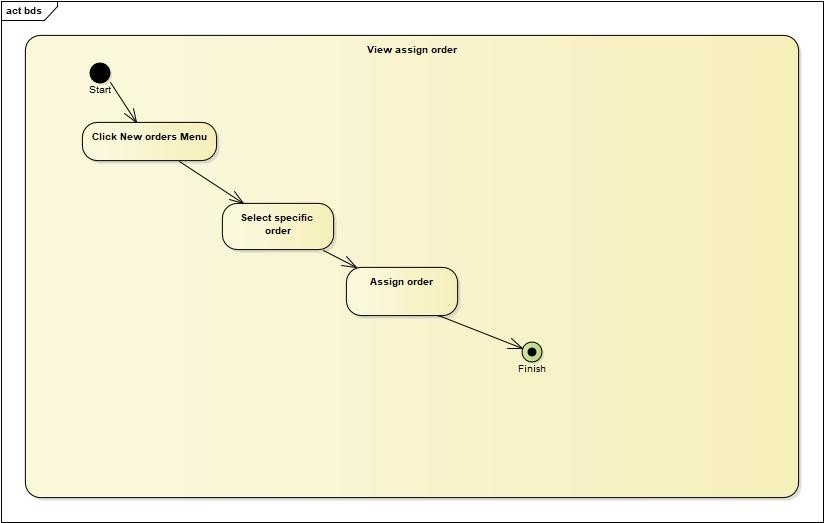 act bds
View assign order
Start
Click New orders Menu
Select specific
order
Assign order
Finish